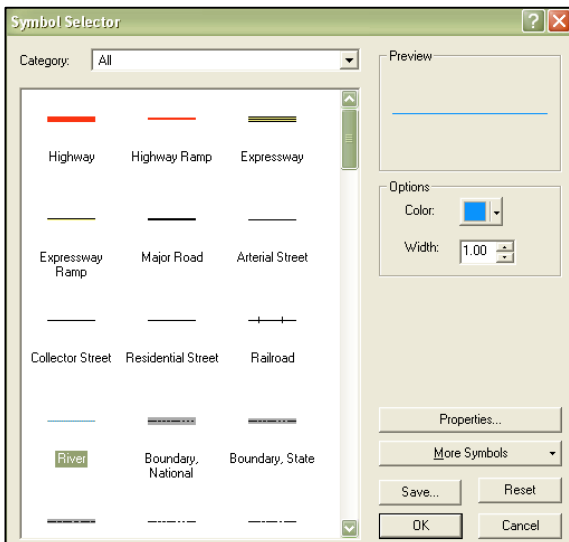 Symbol Selector
Category: All
Highway
Highway Ramp
Expressway
Expressway
Ramp
Major Road
Arterial Street
Collector Street
Residential Street
Railroad
River
Boundary,
National
Boundary, State
Preview
Options
Color:
Width: 1.00
Properties...
More Symbols
Save...
Reset
OK
Cancel